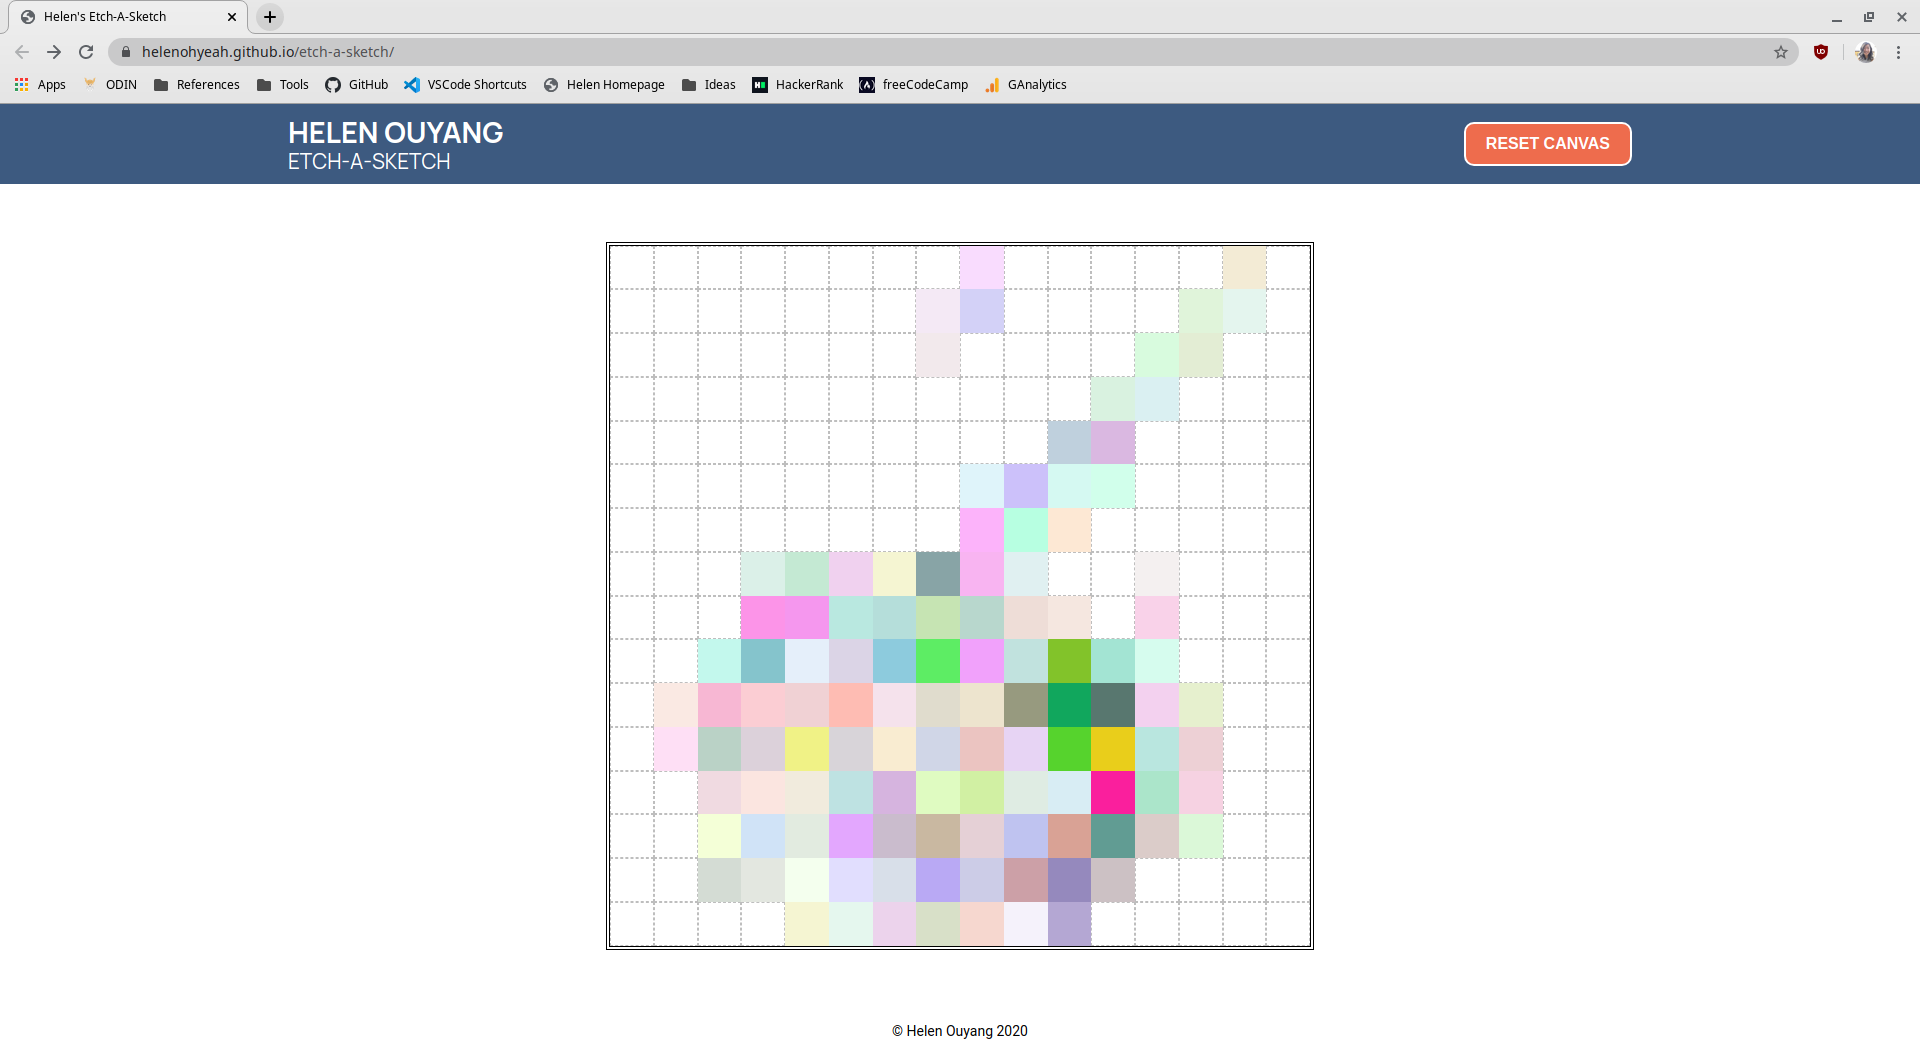 Helen's Etch-A-Sketch
helenohyeah.github.io/etch-a-sketch/
Apps ODIN References Tools GitHub VSCode Shortcuts Helen Homepage Ideas HackerRank freeCodeCamp GAnalytics
HELEN OUYANG
ETCH-A-SKETCH
RESET CANVAS
© Helen Ouyang 2020